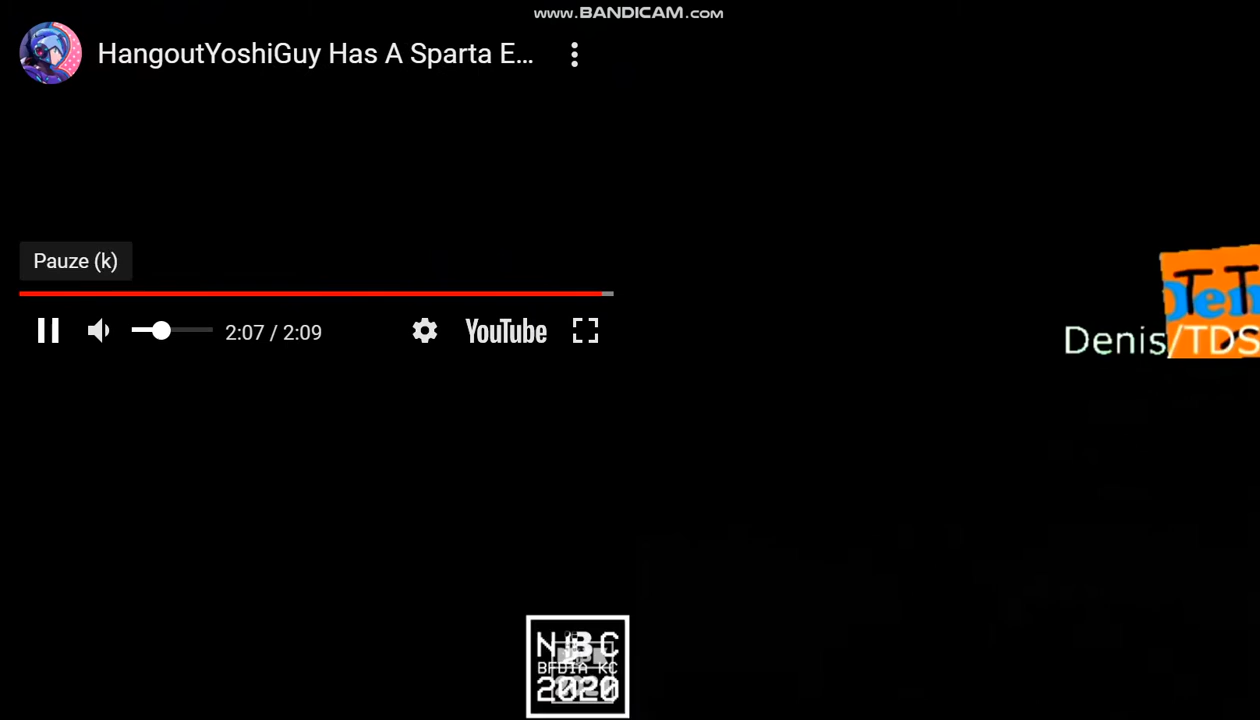 www.BANDICAM.com
HangoutYoshiGuy Has A Sparta E...
Pauze (k)
2:07 / 2:09
YouTube
Denis/TDS
NBC
BFDIA KC
2020